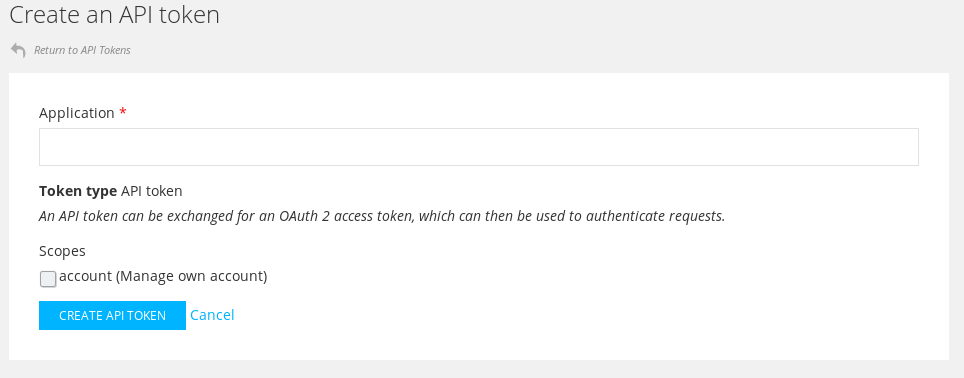 Create an API token
Return to API Tokens
Application *
Token type API token
An API token can be exchanged for an OAuth 2 access token, which can then be used to authenticate requests.
Scopes
account (Manage own account)
CREATE API TOKEN Cancel